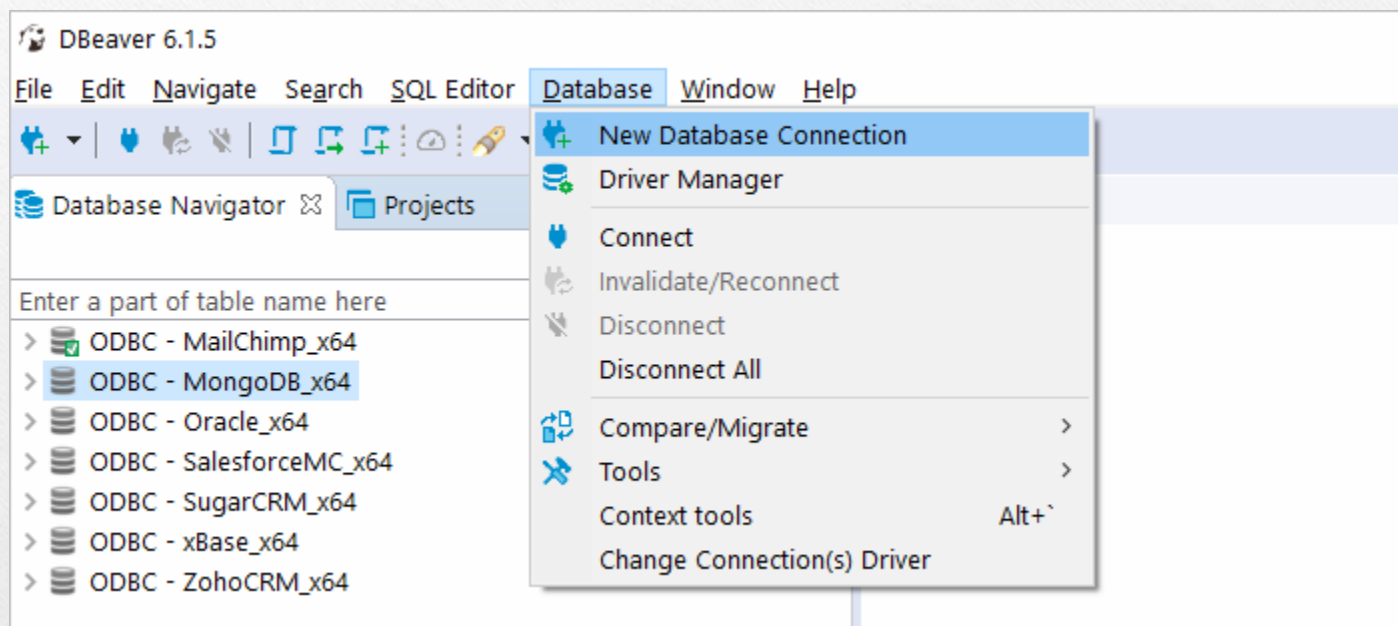 DBeaver 6.1.5
File Edit Navigate Search SQL Editor Database Window Help
New Database Connection
Driver Manager
Connect
Invalidate/Reconnect
Disconnect
Disconnect All
Compare/Migrate
Tools
Context tools Alt+`
Change Connection(s) Driver
Database Navigator Projects
Enter a part of table name here
ODBC - MailChimp_x64
ODBC - MongoDB_x64
ODBC - Oracle_x64
ODBC - SalesforceMC_x64
ODBC - SugarCRM_x64
ODBC - xBase_x64
ODBC - ZohoCRM_x64